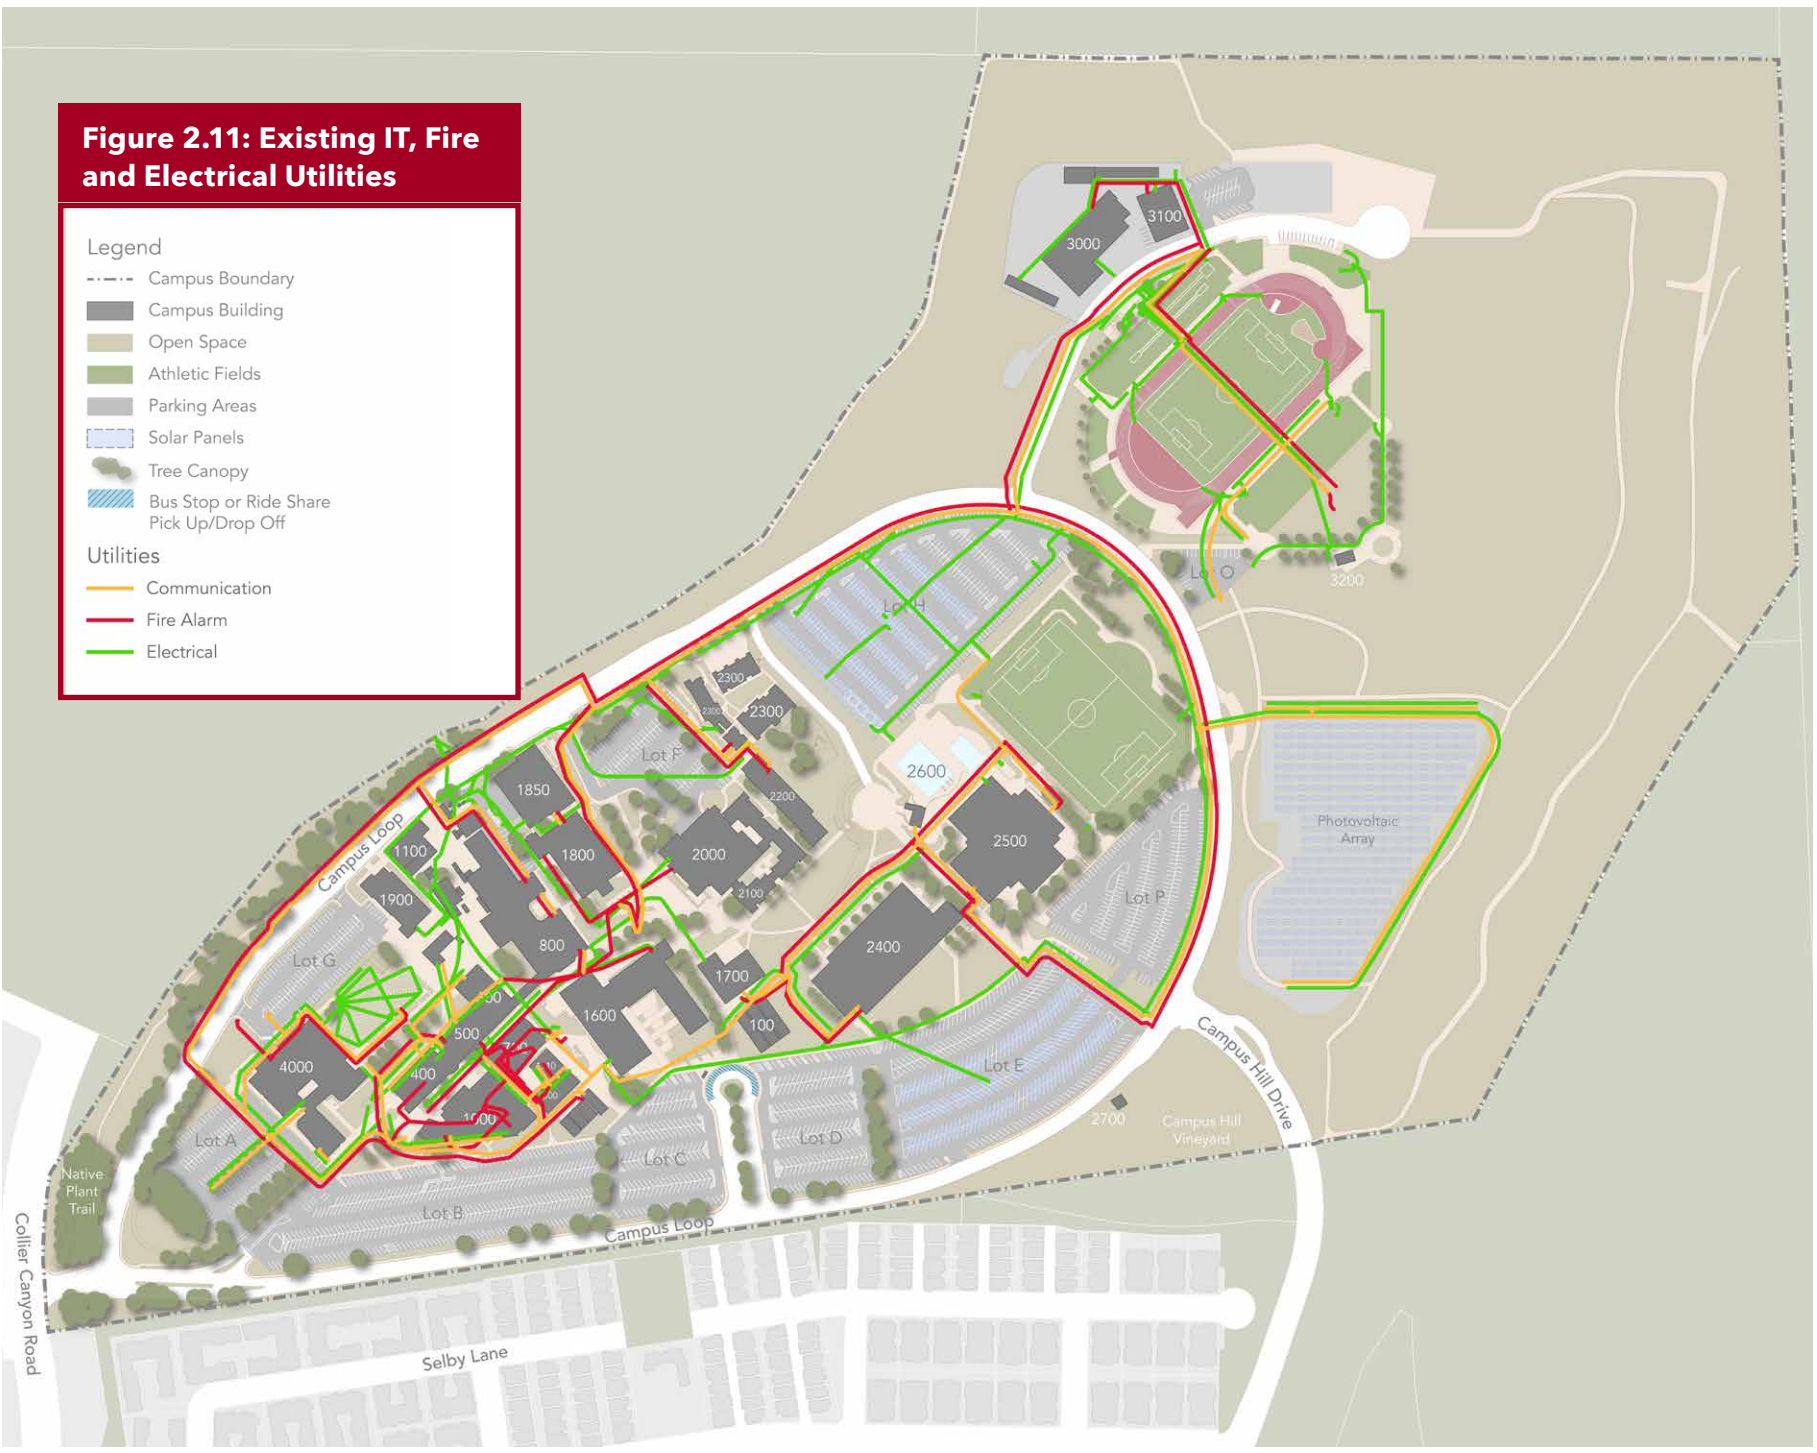 Figure 2.11: Existing IT, Fire
and Electrical Utilities
Legend
Campus Boundary
Campus Building
Open Space
Athletic Fields
Parking Areas
Solar Panels
Tree Canopy
Bus Stop or Ride Share
Pick Up/Drop Off
Utilities
Communication
Fire Alarm
Electrical
3100
3000
Lot O
3200
Lot H
2300
2300
2300
Lot F
2600
1850
2200
Photovoltaic
Array
Campus Loop
1100
1800
2000
2500
2100
1900
Lot P
800
2400
Lot G
1700
1600
500
100
4000
400
Lot E
Campus Hill Drive
1000
2700
Campus Hill
Vineyard
Lot A
Lot D
Lot C
Native
Plant
Trail
Lot B
Campus Loop
Collier Canyon Road
Selby Lane